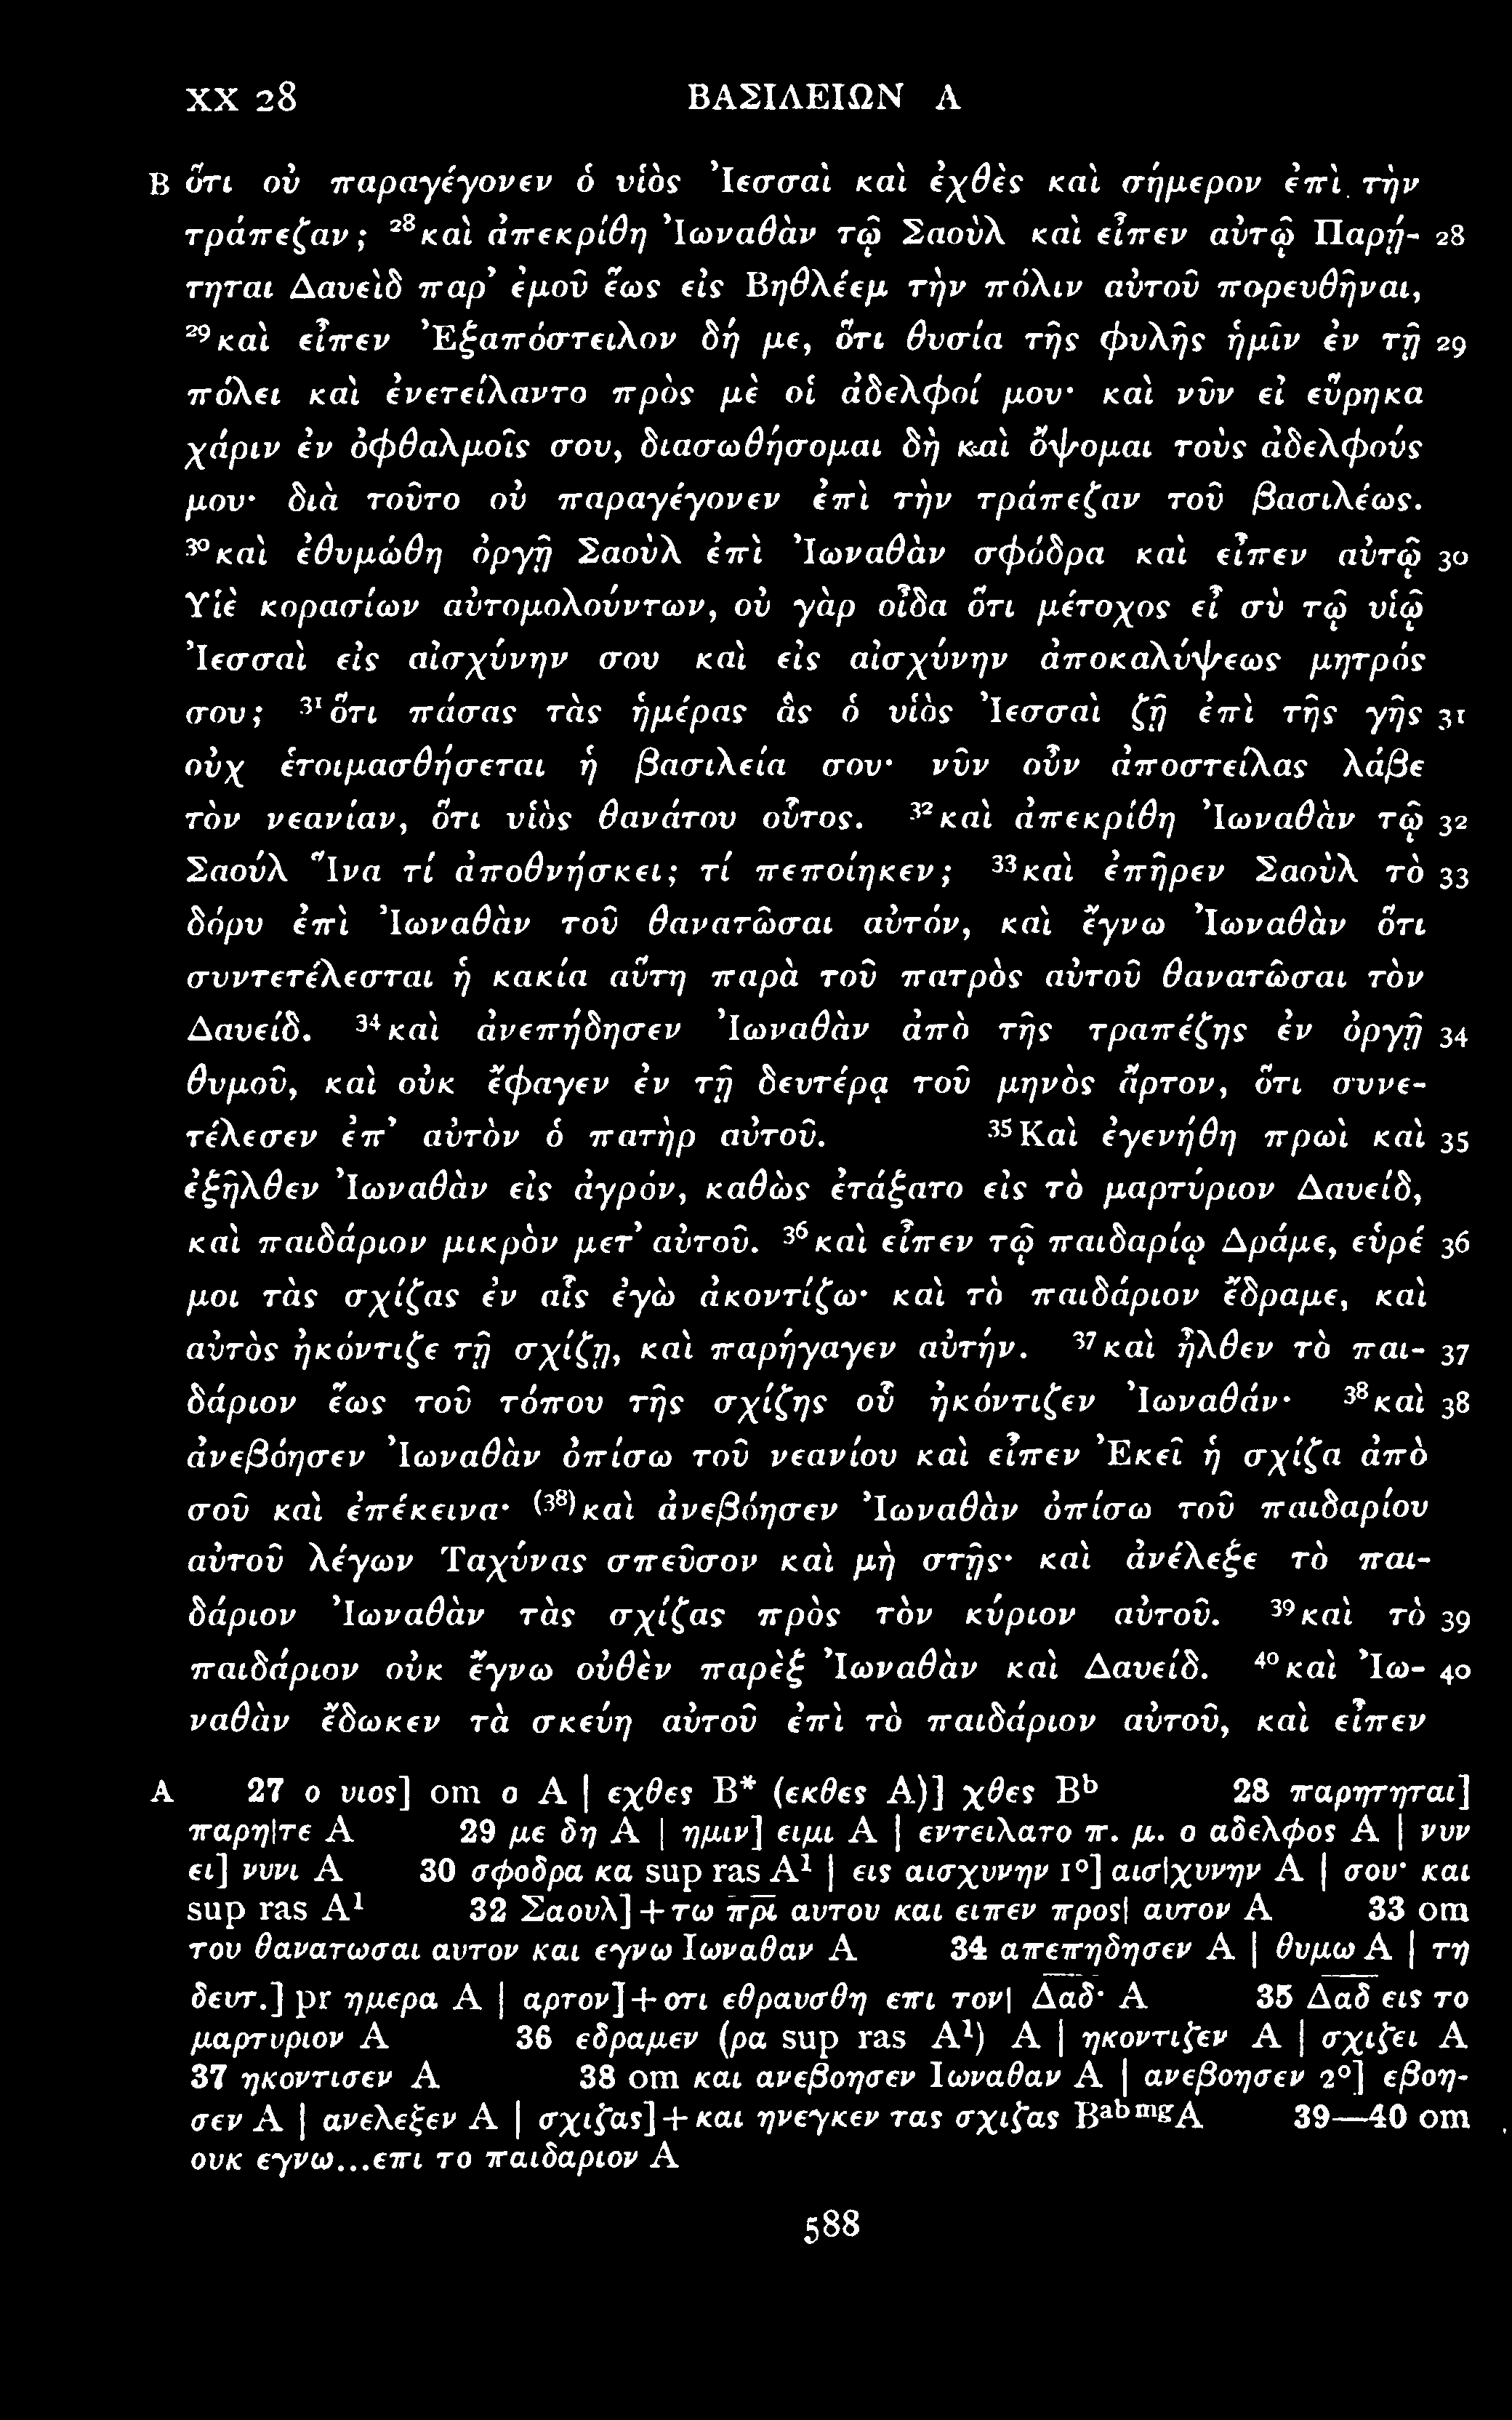 XX 28 ΒΑΣΙΛΕΙΩΝ Α
B ὅτι οὐ παραγέγονεν ὁ υἱὸς Ἰεσσαὶ καὶ ἐχθὲς καὶ σήμερον ἐπὶ τὴν
τράπεζαν; ²⁸καὶ ἀπεκρίθη Ἰωναθὰν τῷ Σαοὺλ καὶ εἶπεν αὐτῷ Παρῄ- 28
τηται Δαυεὶδ παρ’ ἐμοῦ ἕως εἰς Βηθλέεμ τὴν πόλιν αὐτοῦ πορευθῆναι,
²⁹καὶ εἶπεν Ἐξαπόστειλον δή με, ὅτι θυσία τῆς φυλῆς ἡμῖν ἐν τῇ 29
πόλει καὶ ἐνετείλαντο πρὸς μὲ οἱ ἀδελφοί μου· καὶ νῦν εἰ εὕρηκα
χάριν ἐν ὀφθαλμοῖς σου, διασωθήσομαι δὴ καὶ ὄψομαι τοὺς ἀδελφούς
μου· διὰ τοῦτο οὐ παραγέγονεν ἐπὶ τὴν τράπεζαν τοῦ βασιλέως.
³⁰καὶ ἐθυμώθη ὀργῇ Σαοὺλ ἐπὶ Ἰωναθὰν σφόδρα καὶ εἶπεν αὐτῷ 30
Υἱὲ κορασίων αὐτομολούντων, οὐ γὰρ οἶδα ὅτι μέτοχος εἶ σὺ τῷ υἱῷ
Ἰεσσαὶ εἰς αἰσχύνην σου καὶ εἰς αἰσχύνην ἀποκαλύψεως μητρός
σου; ³¹ὅτι πάσας τὰς ἡμέρας ἃς ὁ υἱὸς Ἰεσσαὶ ζῇ ἐπὶ τῆς γῆς 31
οὐχ ἑτοιμασθήσεται ἡ βασιλεία σου· νῦν οὖν ἀποστείλας λάβε
τὸν νεανίαν, ὅτι υἱὸς θανάτου οὗτος. ³²καὶ ἀπεκρίθη Ἰωναθὰν τῷ 32
Σαούλ Ἵνα τί ἀποθνήσκει; τί πεποίηκεν; ³³καὶ ἐπῆρεν Σαοὺλ τὸ 33
δόρυ ἐπὶ Ἰωναθὰν τοῦ θανατῶσαι αὐτόν, καὶ ἔγνω Ἰωναθὰν ὅτι
συντετέλεσται ἡ κακία αὕτη παρὰ τοῦ πατρὸς αὐτοῦ θανατῶσαι τὸν
Δαυείδ. ³⁴καὶ ἀνεπήδησεν Ἰωναθὰν ἀπὸ τῆς τραπέζης ἐν ὀργῇ 34
θυμοῦ, καὶ οὐκ ἔφαγεν ἐν τῇ δευτέρᾳ τοῦ μηνὸς ἄρτον, ὅτι συνε-
τέλεσεν ἐπ’ αὐτὸν ὁ πατὴρ αὐτοῦ. ³⁵Καὶ ἐγενήθη πρωὶ καὶ 35
ἐξῆλθεν Ἰωναθὰν εἰς ἀγρόν, καθὼς ἐτάξατο εἰς τὸ μαρτύριον Δαυείδ,
καὶ παιδάριον μικρὸν μετ’ αὐτοῦ. ³⁶καὶ εἶπεν τῷ παιδαρίῳ Δράμε, εὑρέ 36
μοι τὰς σχίζας ἐν αἷς ἐγὼ ἀκοντίζω· καὶ τὸ παιδάριον ἔδραμε, καὶ
αὐτὸς ἠκόντιζε τῇ σχίζῃ, καὶ παρήγαγεν αὐτήν. ³⁷καὶ ἦλθεν τὸ παι- 37
δάριον ἕως τοῦ τόπου τῆς σχίζης οὗ ἠκόντιζεν Ἰωναθάν· ³⁸καὶ 38
ἀνεβόησεν Ἰωναθὰν ὀπίσω τοῦ νεανίου καὶ εἶπεν Ἐκεῖ ἡ σχίζα ἀπὸ
σοῦ καὶ ἐπέκεινα· ⁽³⁸⁾καὶ ἀνεβόησεν Ἰωναθὰν ὀπίσω τοῦ παιδαρίου
αὐτοῦ λέγων Ταχύνας σπεῦσον καὶ μὴ στῇς· καὶ ἀνέλεξε τὸ παι-
δάριον Ἰωναθὰν τὰς σχίζας πρὸς τὸν κύριον αὐτοῦ. ³⁹καὶ τὸ 39
παιδάριον οὐκ ἔγνω οὐθὲν παρὲξ Ἰωναθὰν καὶ Δαυείδ. ⁴⁰καὶ Ἰω- 40
ναθὰν ἔδωκεν τὰ σκεύη αὐτοῦ ἐπὶ τὸ παιδάριον αὐτοῦ, καὶ εἶπεν
A 27 ο υιος] om ο A | εχθες B* (εκθες A)] χθες Bᵇ 28 παρητηται]
παρη|τε A 29 με δη A | ημιν] ειμι A | εντειλατο π. μ. ο αδελφος A | νυν
ει] νυνι A 30 σφοδρα κα sup ras A¹ | εις αισχυνην 1°] αισ|χυνην A | σου· και
sup ras A¹ 32 Σαουλ] + τω π̅ρ̅ι̅ αυτου και ειπεν προς| αυτον A 33 om
του θανατωσαι αυτον και εγνω Ιωναθαν A 34 απεπηδησεν A | θυμω A | τη
δευτ.] pr ημερα A | αρτον] + οτι εθραυσθη επι τον| Δ̅α̅δ̅· A 35 Δ̅α̅δ̅ εις το
μαρτυριον A 36 εδραμεν (ρα sup ras A¹) A | ηκοντιζεν A | σχιζει A
37 ηκοντισεν A 38 om και ανεβοησεν Ιωναθαν A | ανεβοησεν 2°] εβοη-
σεν A | ανελεξεν A | σχιζας] + και ηνεγκεν τας σχιζας Bᵃᵇᵐᵍ A 39—40 om
ουκ εγνω...επι το παιδαριον A
588